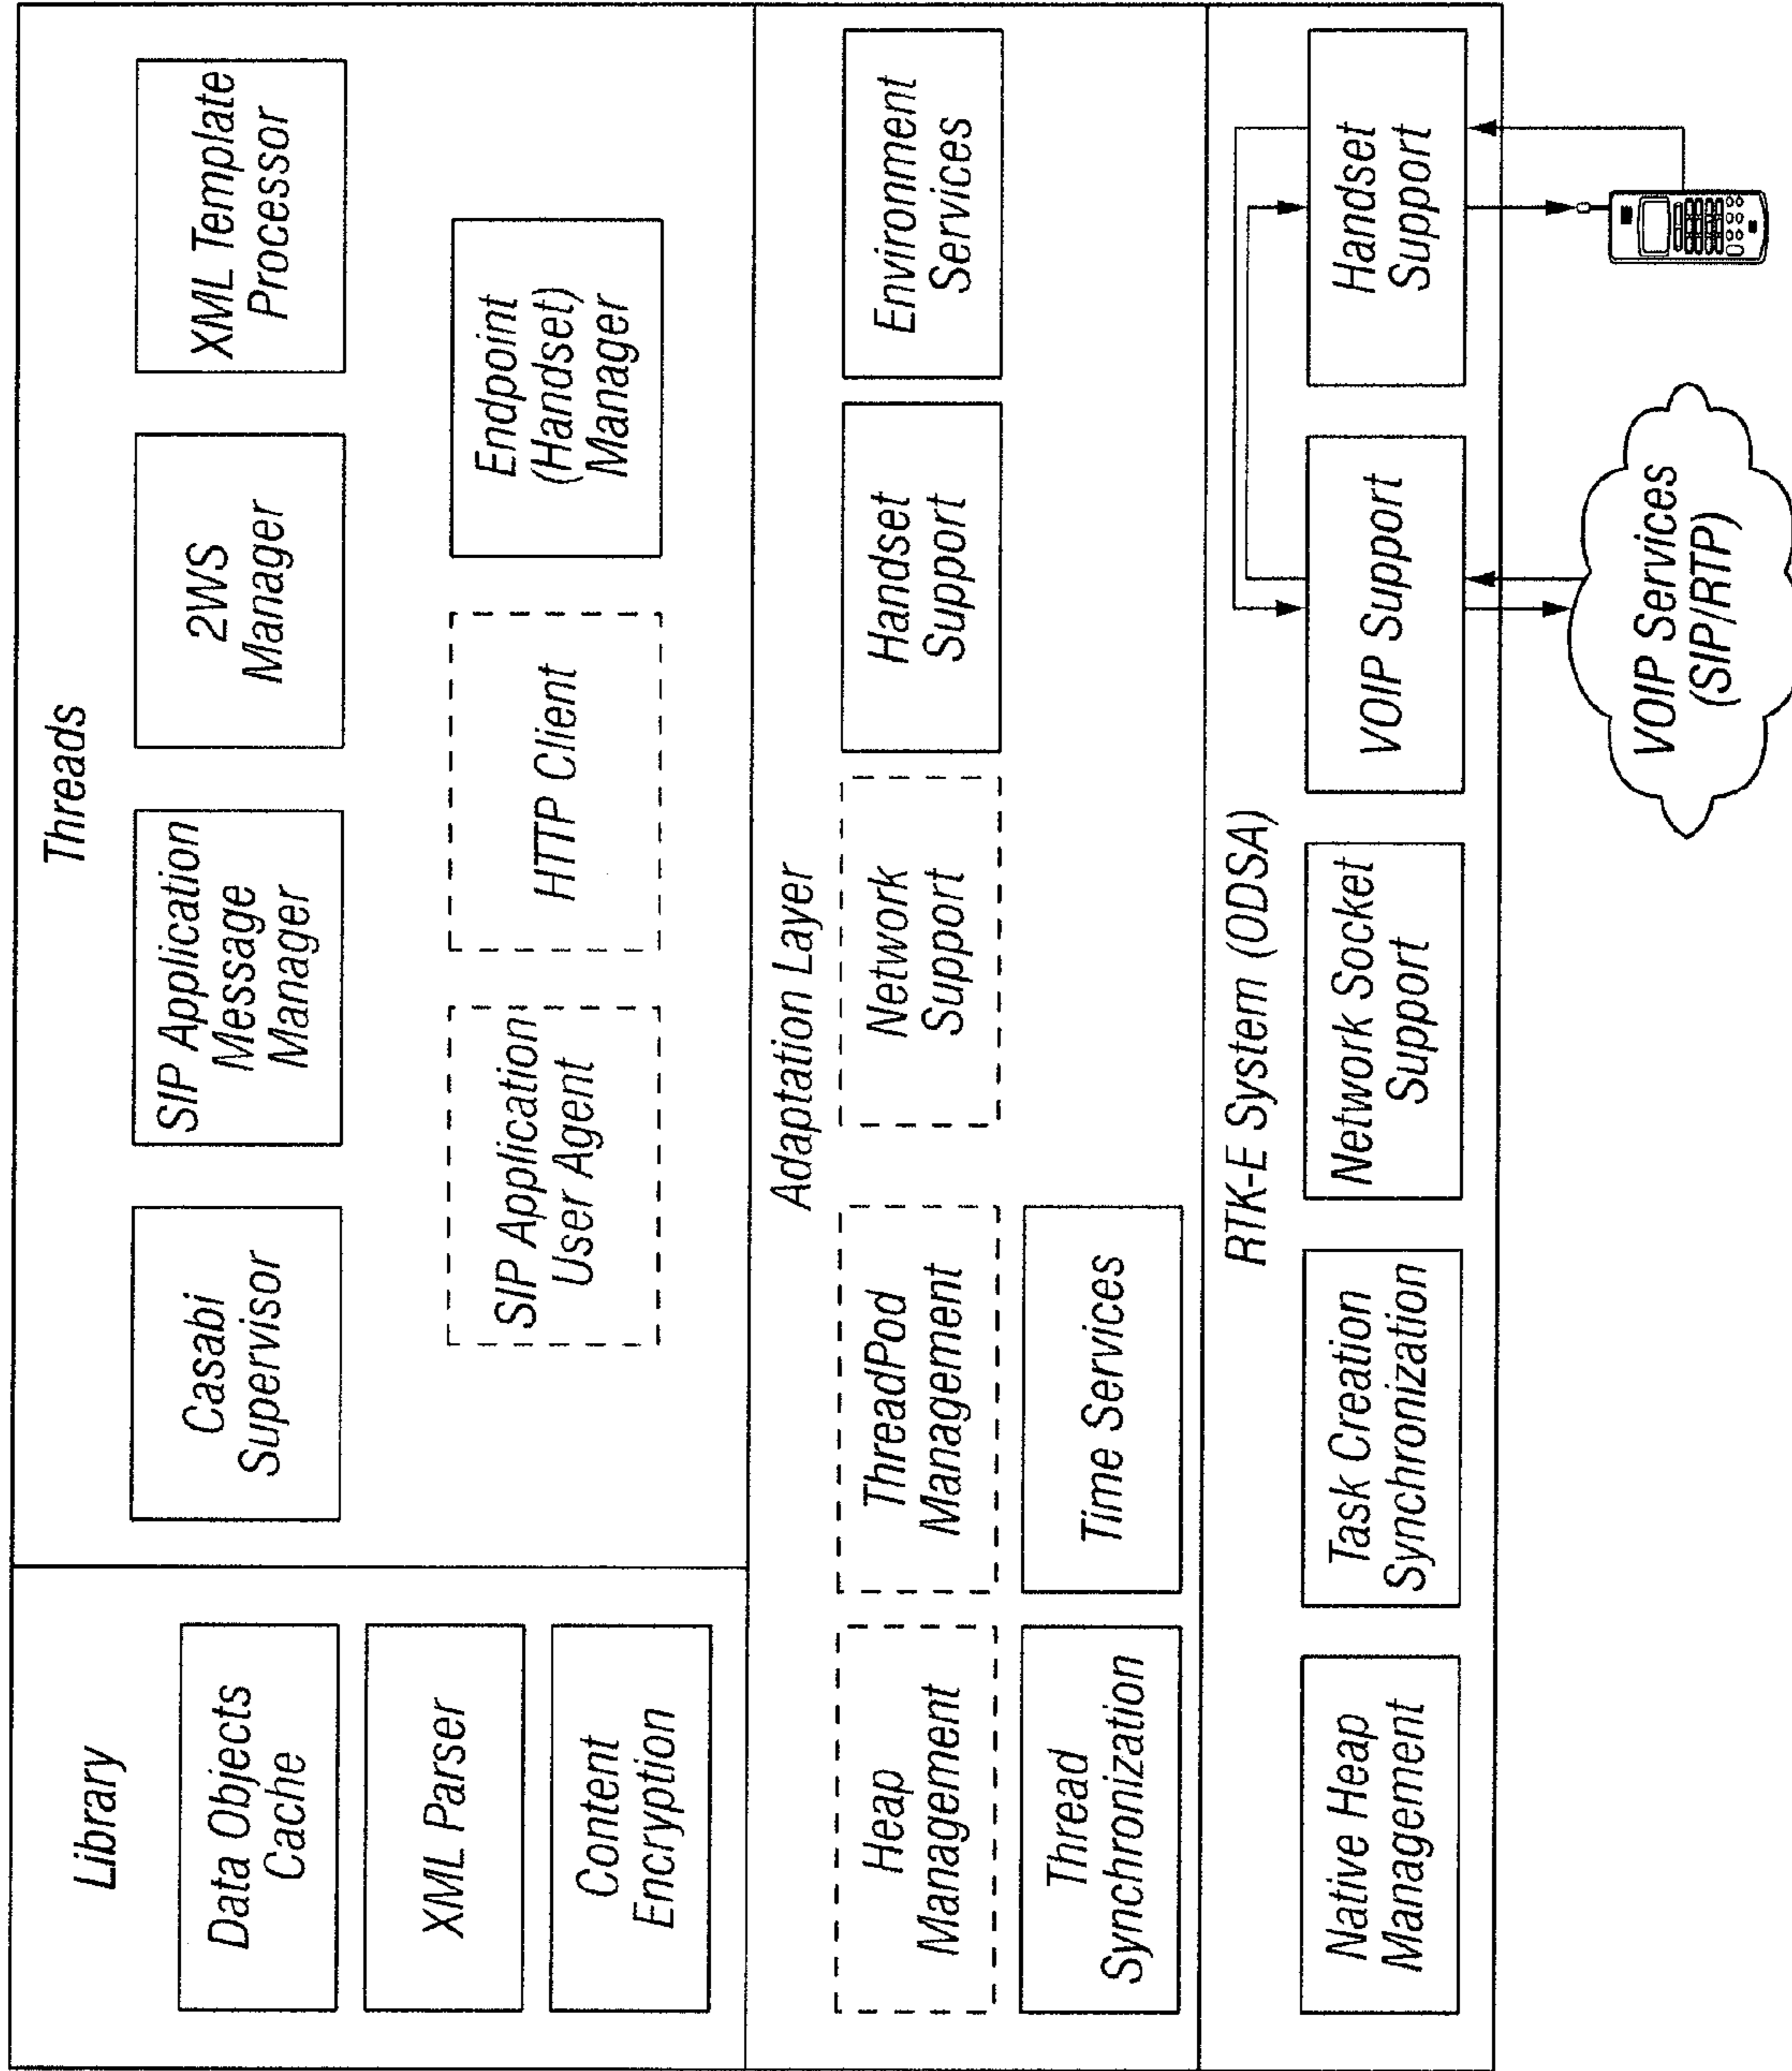 Library
Data Objects
Cache
XML Parser
Content
Encryption
Threads
Casabi
Supervisor
SIP Application
Message
Manager
2WS
Manager
XML Template
Processor
SIP Application
User Agent
HTTP Client
Endpoint
(Handset)
Manager
Adaptation Layer
Heap
Management
ThreadPod
Management
Network
Support
Handset
Support
Environment
Services
Thread
Synchronization
Time Services
RTK-E System (ODSA)
Native Heap
Management
Task Creation
Synchronization
Network Socket
Support
VOIP Support
Handset
Support
VOIP Services
(SIP/RTP)